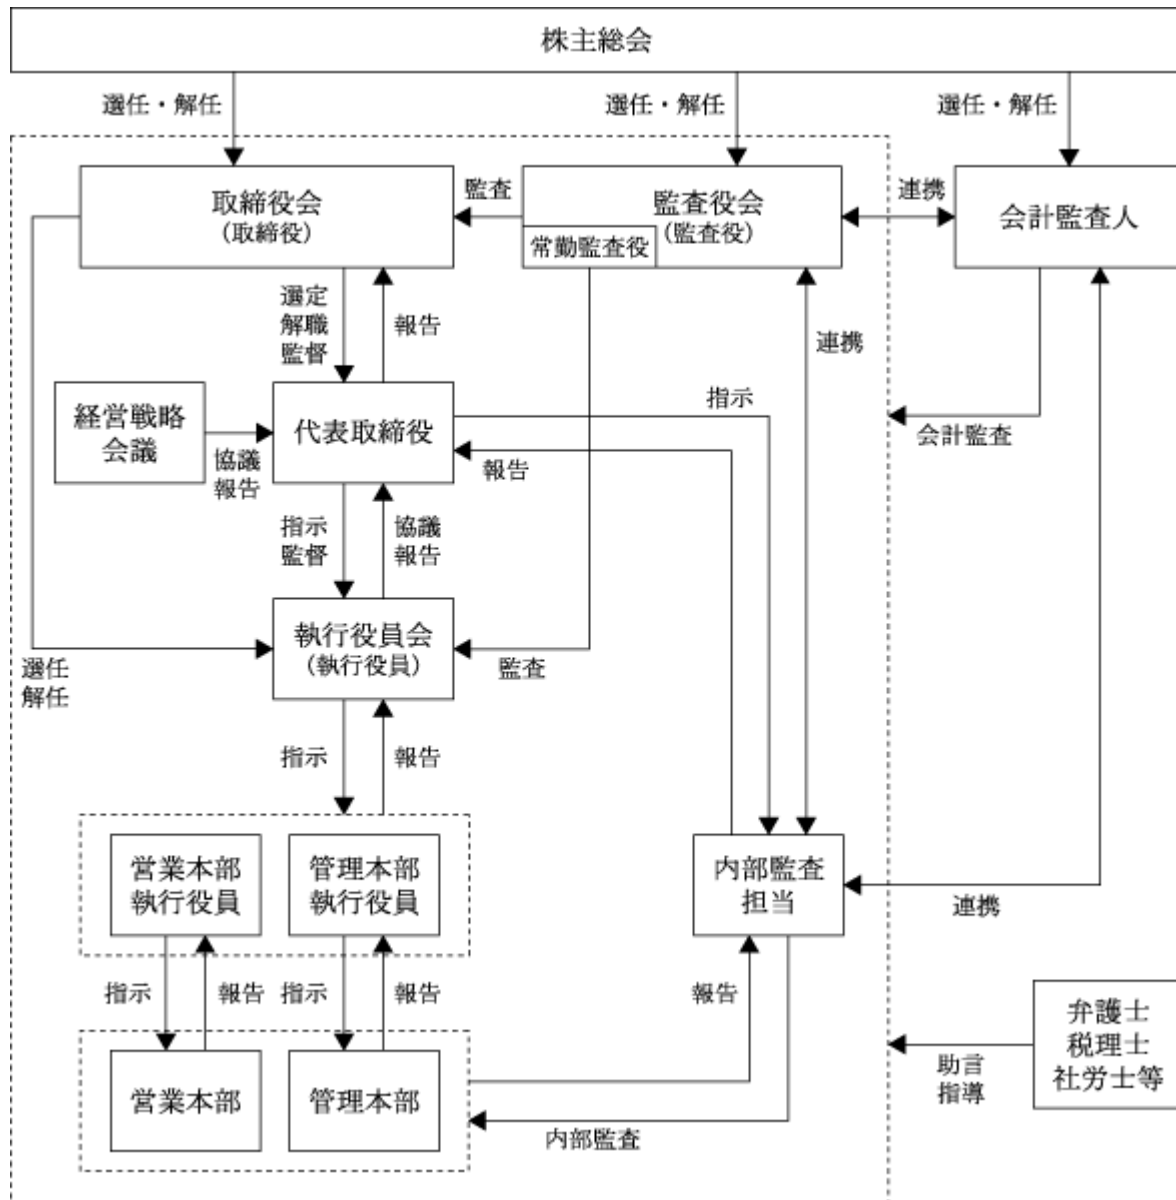 株主総会
選任・解任
選任・解任
選任・解任
取締役会
(取締役)
監査
監査役会
(監査役)
常勤監査役
連携
会計監査人
選定
解職
監督
報告
連携
経営戦略
会議
協議
報告
代表取締役
指示
報告
会計監査
指示
監督
協議
報告
執行役員会
(執行役員)
監査
選任
解任
指示
報告
営業本部
執行役員
管理本部
執行役員
内部監査
担当
連携
指示
報告
指示
報告
報告
営業本部
管理本部
内部監査
助言
指導
弁護士
税理士
社労士等